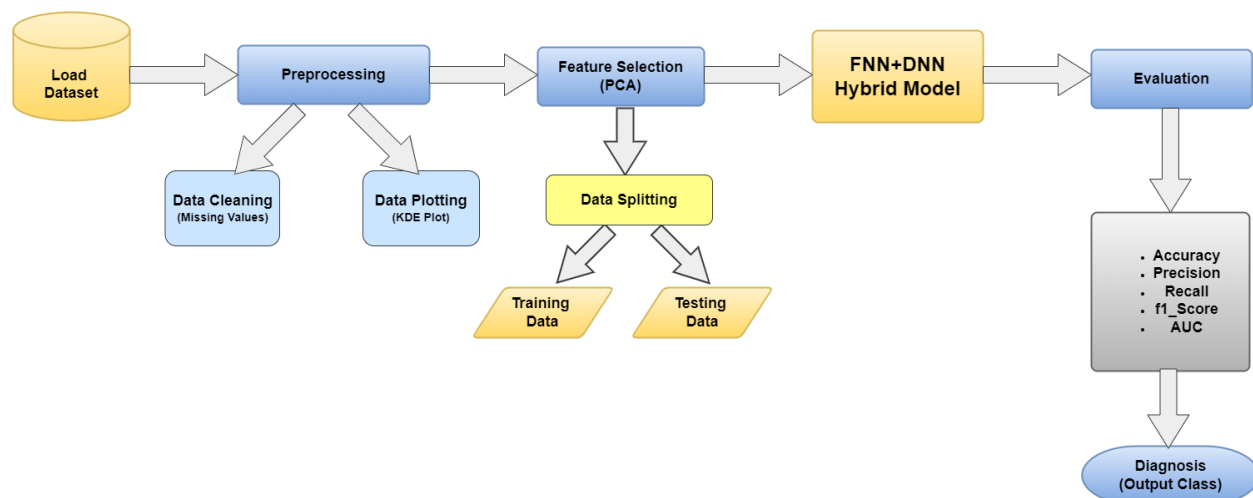 Load
Dataset
Preprocessing
Feature Selection
(PCA)
FNN+DNN
Hybrid Model
Evaluation
Data Cleaning
(Missing Values)
Data Plotting
(KDE Plot)
Data Splitting
Training
Data
Testing
Data
• Accuracy
• Precision
• Recall
• f1_Score
• AUC
Diagnosis
(Output Class)